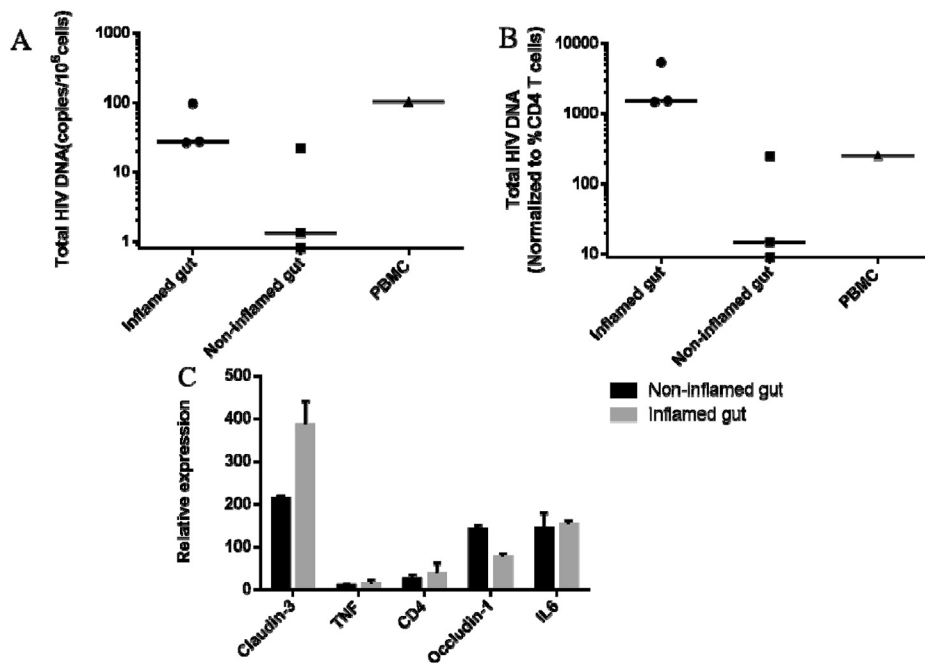 A
Total HIV DNA(copies/10⁶cells)
1000
100
10
1
Inflamed gut
Non-inflamed gut
PBMC
B
Total HIV DNA
(Normalized to %CD4 T cells)
10000
1000
100
10
Inflamed gut
Non-inflamed gut
PBMC
C
Relative expression
500
400
300
200
100
0
Claudin-3
TNF
CD4
Occludin-1
IL6
Non-inflamed gut
Inflamed gut